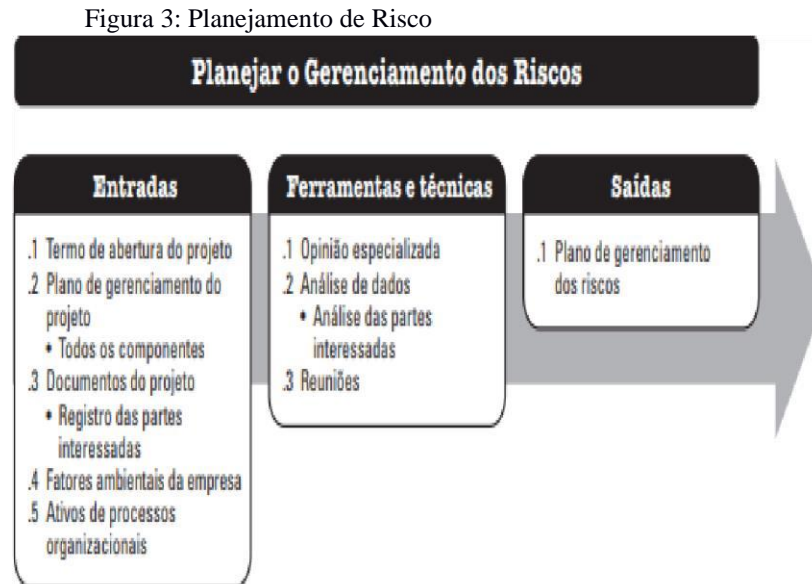 Figura 3: Planejamento de Risco
Planejar o Gerenciamento dos Riscos
Entradas
.1 Termo de abertura do projeto
.2 Plano de gerenciamento do
projeto
• Todos os componentes
.3 Documentos do projeto
• Registro das partes
interessadas
.4 Fatores ambientais da empresa
.5 Ativos de processos
organizacionais
Ferramentas e técnicas
.1 Opinião especializada
.2 Análise de dados
• Análise das partes
interessadas
.3 Reuniões
Saídas
.1 Plano de gerenciamento
dos riscos